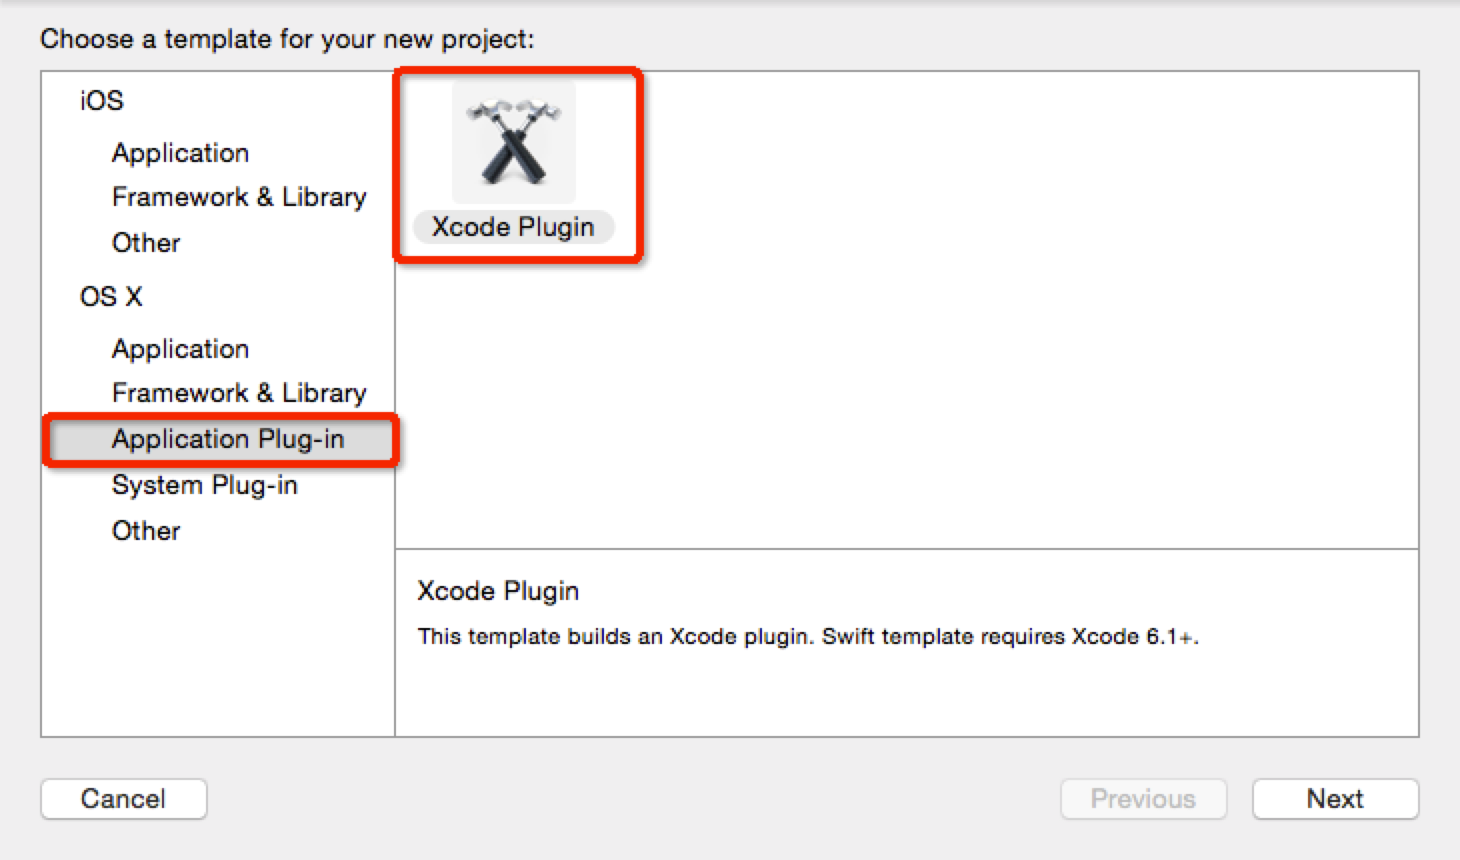 Choose a template for your new project:
iOS
Application
Framework & Library
Other
OS X
Application
Framework & Library
Application Plug-in
System Plug-in
Other
Xcode Plugin
Xcode Plugin
This template builds an Xcode plugin. Swift template requires Xcode 6.1+.
Cancel
Previous
Next